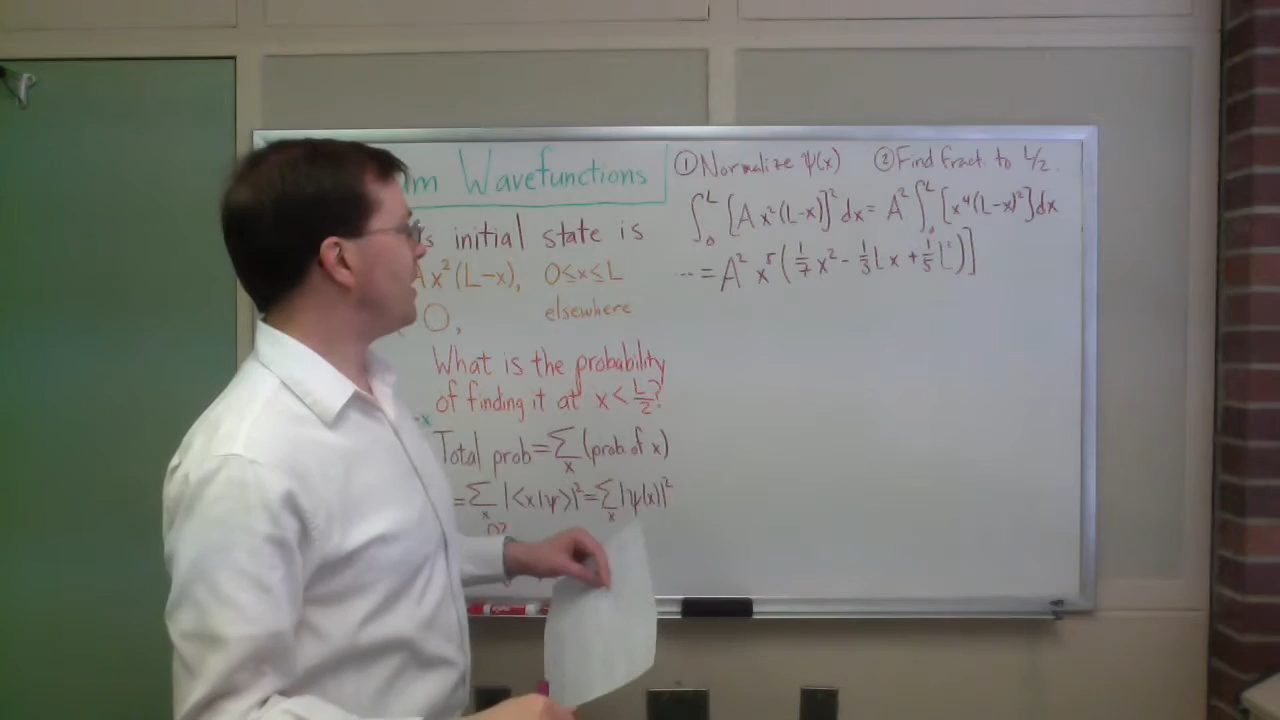 Wavefunctions
initial state is
Ax²(L-x), 0≤x≤L
0, elsewhere
What is the probability
of finding it at x < L/2?
Total prob = ∑ₓ (prob. of x)
= ∑ₓ |<x|ψ>|² = ∑ₓ |ψ(x)|²
① Normalize ψ(x) ② Find fract. to L/2.
∫₀ᴸ [Ax²(L-x)]² dx = A² ∫₀ᴸ [x⁴(L-x)²] dx
... = A² x⁵ (1/7 x² - 1/3 Lx + 1/5 L²)]